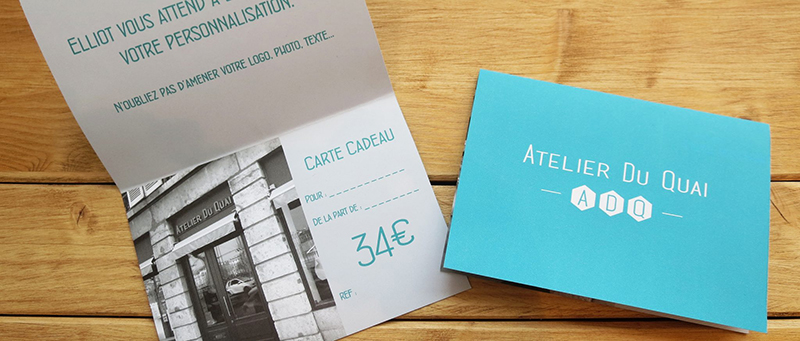 ELLIOT VOUS ATTEND À
VOTRE PERSONNALISATION.
N'OUBLIEZ PAS D'AMENER VOTRE LOGO, PHOTO, TEXTE...
CARTE CADEAU
POUR :
DE LA PART DE :
34€
REF :
ATELIER DU QUAI
ATELIER DU QUAI
ADQ